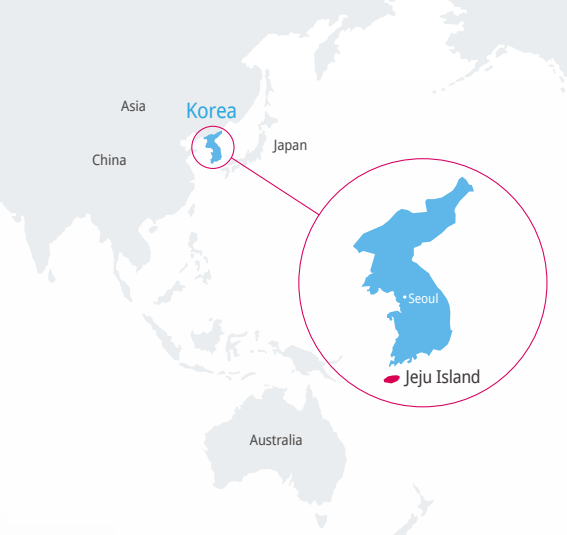 Asia
Korea
China
Japan
Seoul
Jeju Island
Australia